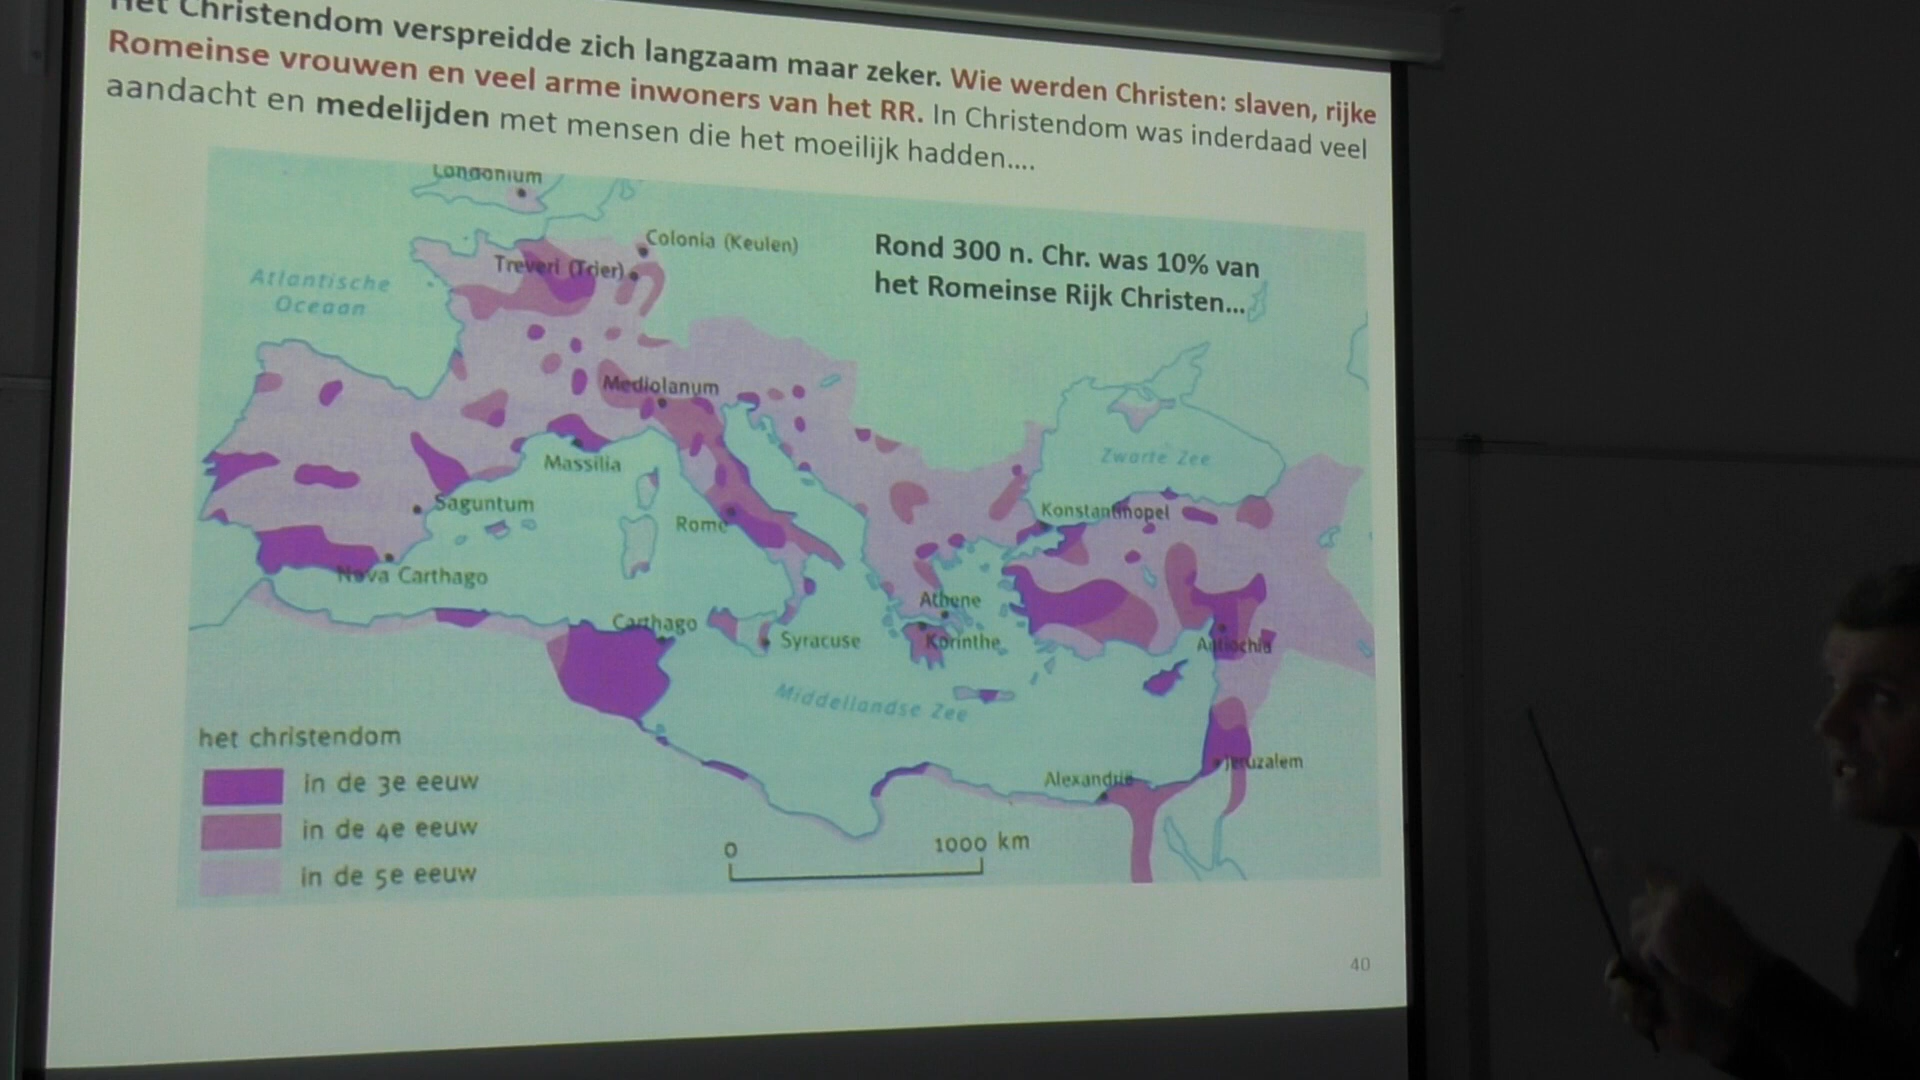 Het Christendom verspreidde zich langzaam maar zeker. Wie werden Christen: slaven, rijke
Romeinse vrouwen en veel arme inwoners van het RR. In Christendom was inderdaad veel
aandacht en medelijden met mensen die het moeilijk hadden....
Londonium
Colonia (Keulen)
Rond 300 n. Chr. was 10% van
het Romeinse Rijk Christen...
Treveri (Trier)
Atlantische
Oceaan
Mediolanum
Zwarte Zee
Massilia
Saguntum
Rome
Konstantinopel
Nova Carthago
Athene
Carthago
Syracuse
Korinthe
Antiochië
Middellandse Zee
het christendom
Jeruzalem
Alexandrië
in de 3e eeuw
in de 4e eeuw
in de 5e eeuw
0 1000 km
40